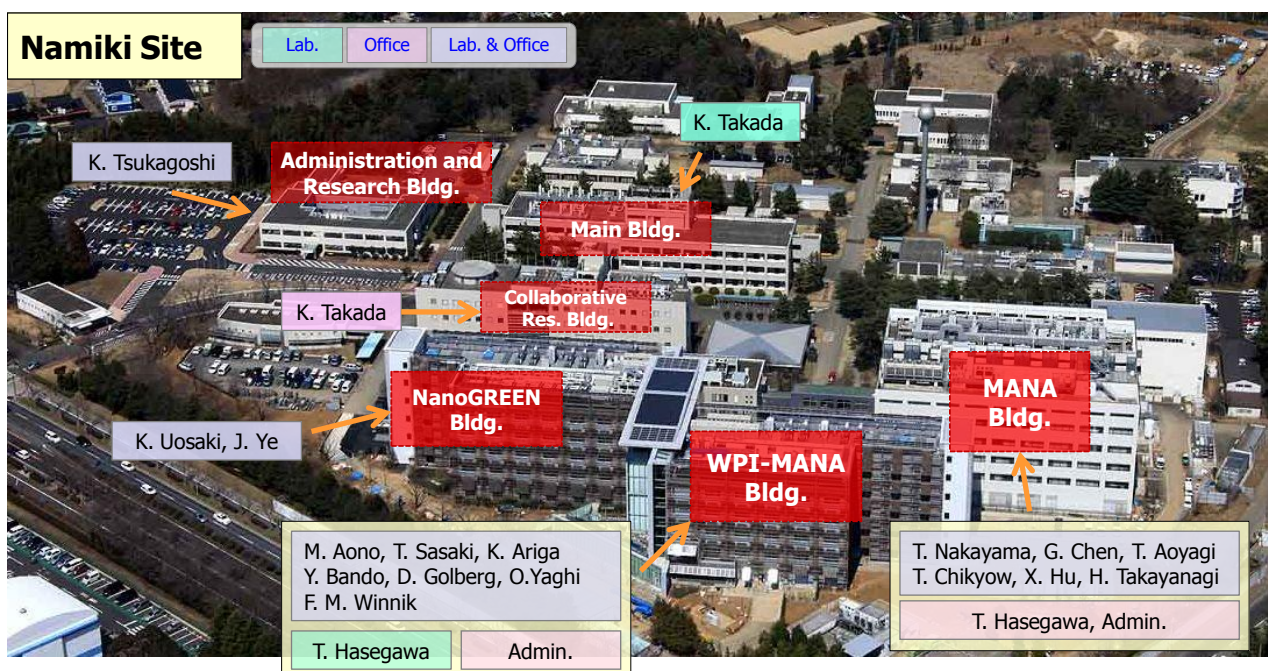 Namiki Site
Lab.
Office
Lab. & Office
K. Takada
K. Tsukagoshi
Administration and
Research Bldg.
Main Bldg.
K. Takada
Collaborative
Res. Bldg.
NanoGREEN
Bldg.
MANA
Bldg.
K. Uosaki, J. Ye
WPI-MANA
Bldg.
M. Aono, T. Sasaki, K. Ariga
Y. Bando, D. Golberg, O.Yaghi
F. M. Winnik
T. Hasegawa
Admin.
T. Nakayama, G. Chen, T. Aoyagi
T. Chikyow, X. Hu, H. Takayanagi
T. Hasegawa, Admin.